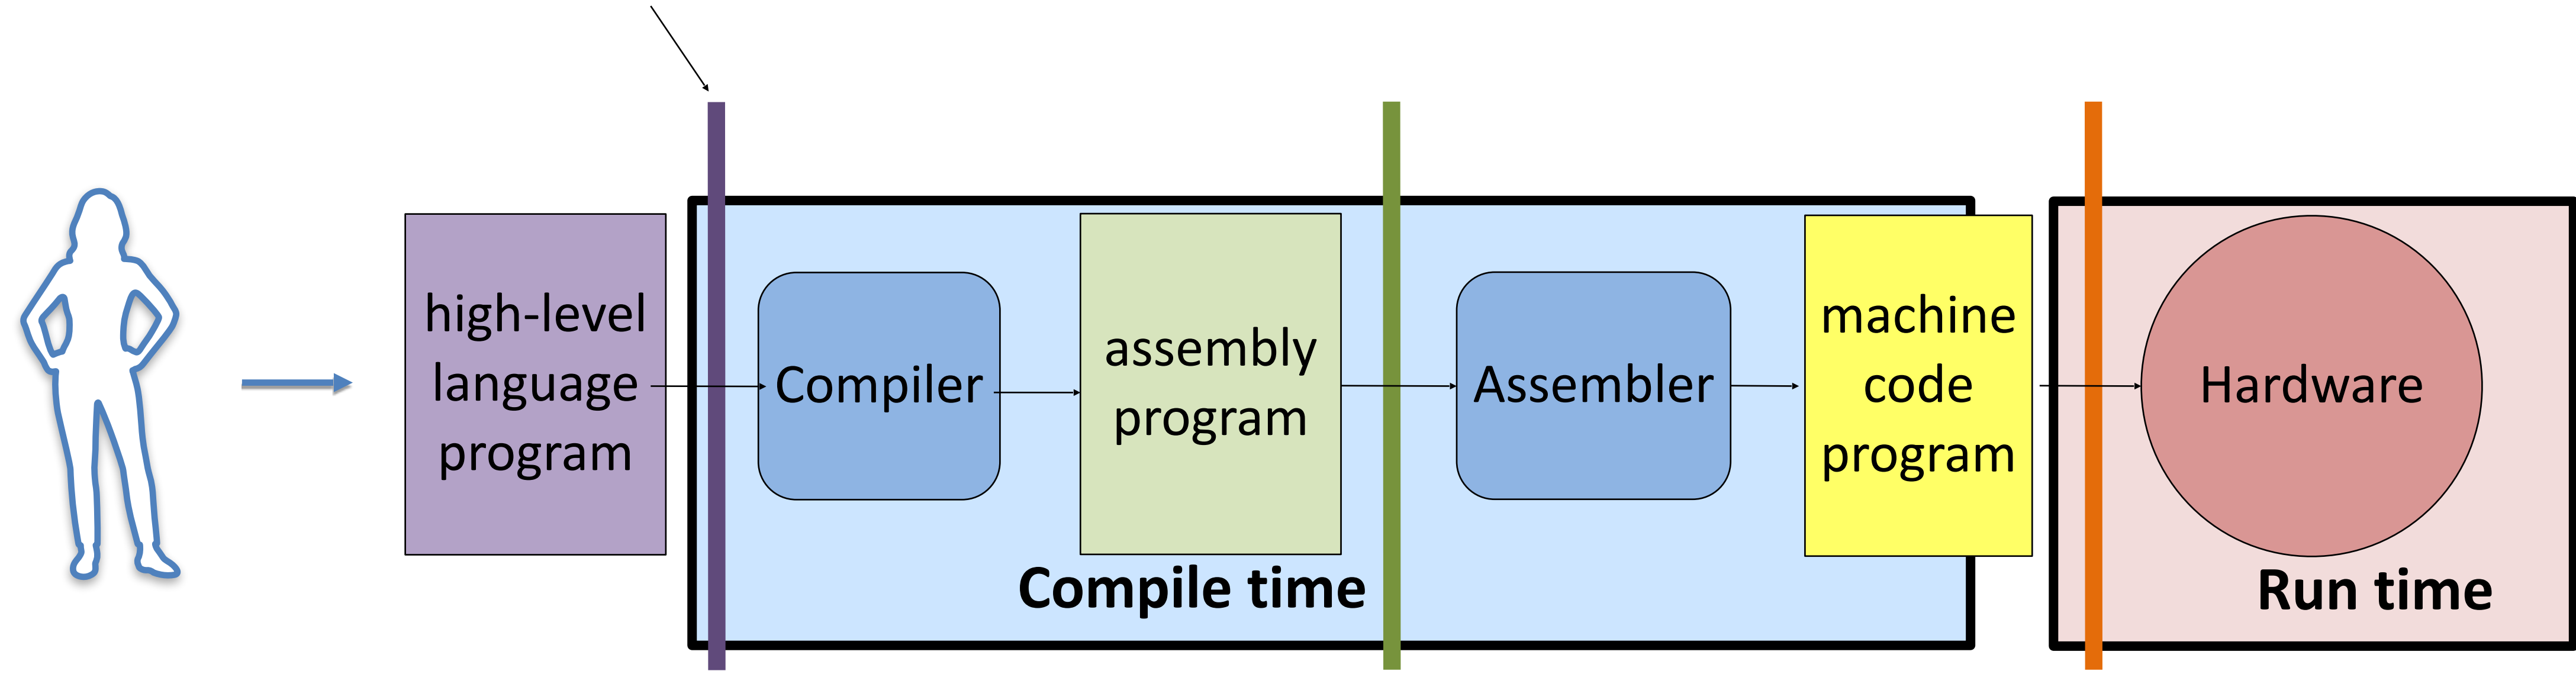 high-level
language
program
Compiler
assembly
program
Assembler
machine
code
program
Hardware
Compile time
Run time